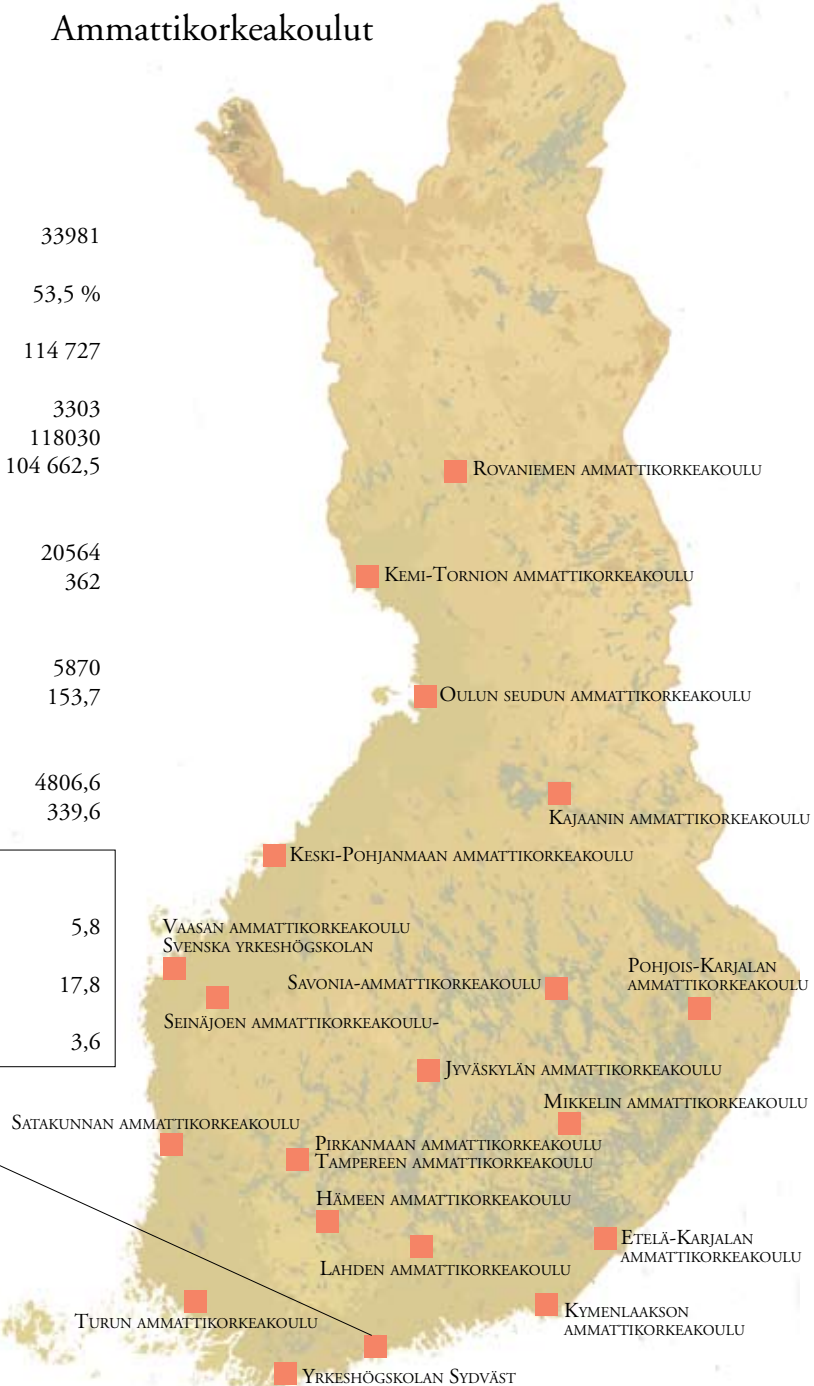 Ammattikorkeakoulut
33981
53,5 %
114 727
3303
118030
104 662,5
20564
362
5870
153,7
4806,6
339,6
5,8
17,8
3,6
Rovaniemen ammattikorkeakoulu
Kemi-Tornion ammattikorkeakoulu
Oulun seudun ammattikorkeakoulu
Kajaanin ammattikorkeakoulu
Keski-Pohjanmaan ammattikorkeakoulu
Vaasan ammattikorkeakoulu
Svenska yrkeshögskolan
Savonia-ammattikorkeakoulu
Pohjois-Karjalan
ammattikorkeakoulu
Seinäjoen ammattikorkeakoulu-
Jyväskylän ammattikorkeakoulu
Mikkelin ammattikorkeakoulu
Satakunnan ammattikorkeakoulu
Pirkanmaan ammattikorkeakoulu
Tampereen ammattikorkeakoulu
Hämeen ammattikorkeakoulu
Etelä-Karjalan
ammattikorkeakoulu
Lahden ammattikorkeakoulu
Kymenlaakson
ammattikorkeakoulu
Turun ammattikorkeakoulu
Yrkeshögskolan Sydväst